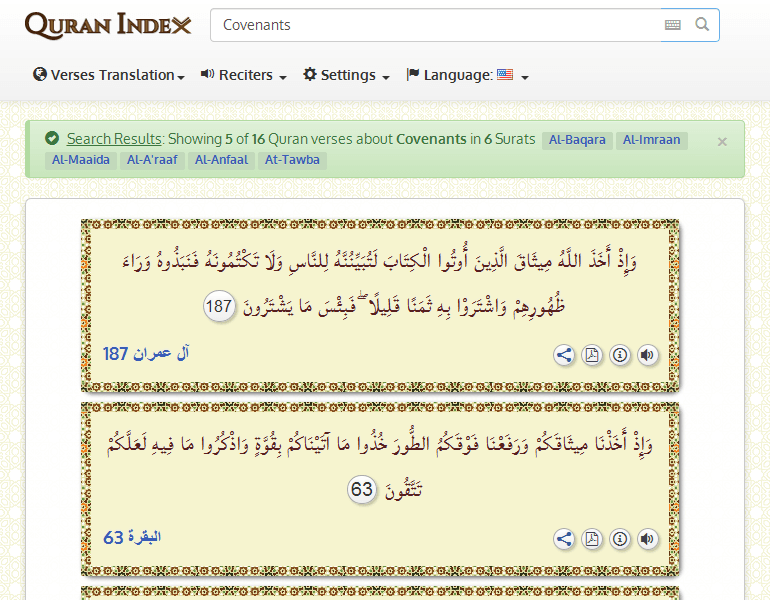 QURAN INDEX
Covenants
Verses Translation Reciters Settings Language:
Search Results: Showing 5 of 16 Quran verses about Covenants in 6 Surats Al-Baqara Al-Imraan
×
Al-Maaida Al-A'raaf Al-Anfaal At-Tawba
وَإِذْ أَخَذَ اللَّهُ مِيثَاقَ الَّذِينَ أُوتُوا الْكِتَابَ لَتُبَيِّنُنَّهُ لِلنَّاسِ وَلَا تَكْتُمُونَهُ فَنَبَذُوهُ وَرَاءَ
ظُهُورِهِمْ وَاشْتَرَوْا بِهِ ثَمَنًا قَلِيلًا ۖ فَبِئْسَ مَا يَشْتَرُونَ 187
آل عمران 187
وَإِذْ أَخَذْنَا مِيثَاقَكُمْ وَرَفَعْنَا فَوْقَكُمُ الطُّورَ خُذُوا مَا آتَيْنَاكُمْ بِقُوَّةٍ وَاذْكُرُوا مَا فِيهِ لَعَلَّكُمْ
تَتَّقُونَ 63
البقرة 63